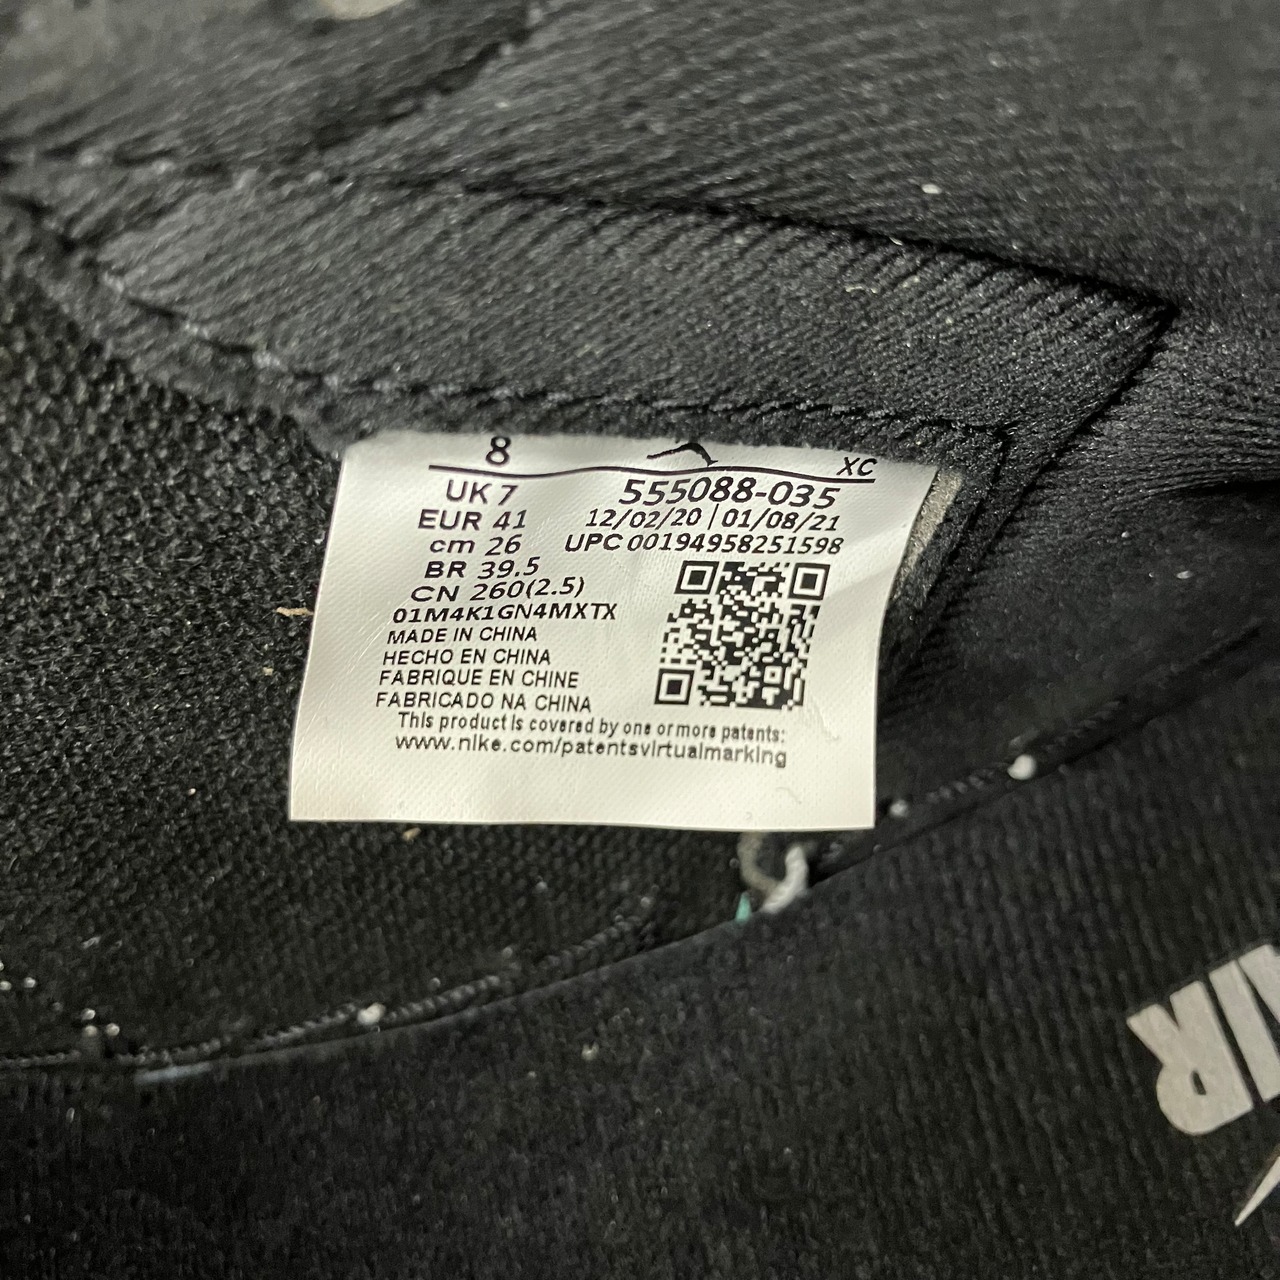 8
XC
UK 7
555088-035
EUR 41
12/02/20 | 01/08/21
cm 26
UPC 00194958251598
BR 39.5
CN 260(2.5)
01M4K1GN4MXTX
MADE IN CHINA
HECHO EN CHINA
FABRIQUE EN CHINE
FABRICADO NA CHINA
This product is covered by one or more patents:
www.nike.com/patentsvirtualmarking
AIR